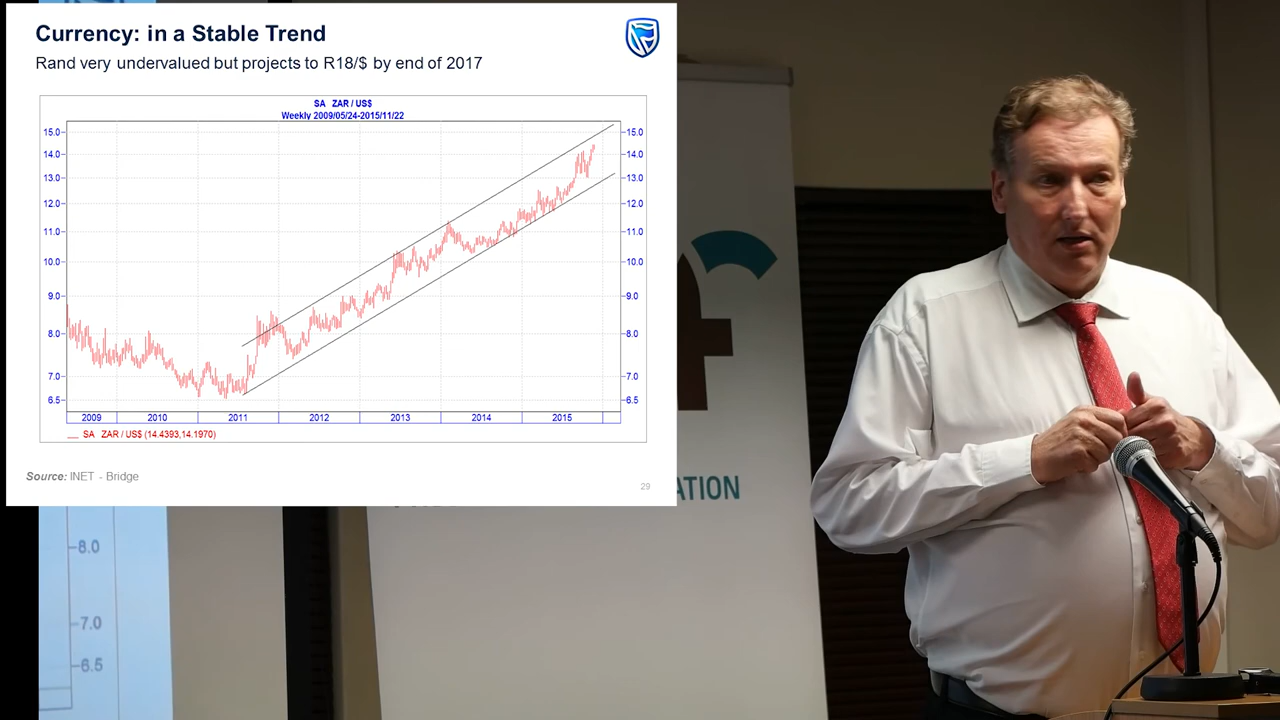 Currency: in a Stable Trend
Rand very undervalued but projects to R18/$ by end of 2017
SA ZAR / US$
Weekly 2009/05/24-2015/11/22
15.0 15.0
14.0 14.0
13.0 13.0
12.0 12.0
11.0 11.0
10.0 10.0
9.0 9.0
8.0 8.0
7.0 7.0
6.5 6.5
2009 2010 2011 2012 2013 2014 2015
SA ZAR / US$ (14.4393,14.1970)
Source: INET - Bridge
29
ATION
8.0
7.0
6.5